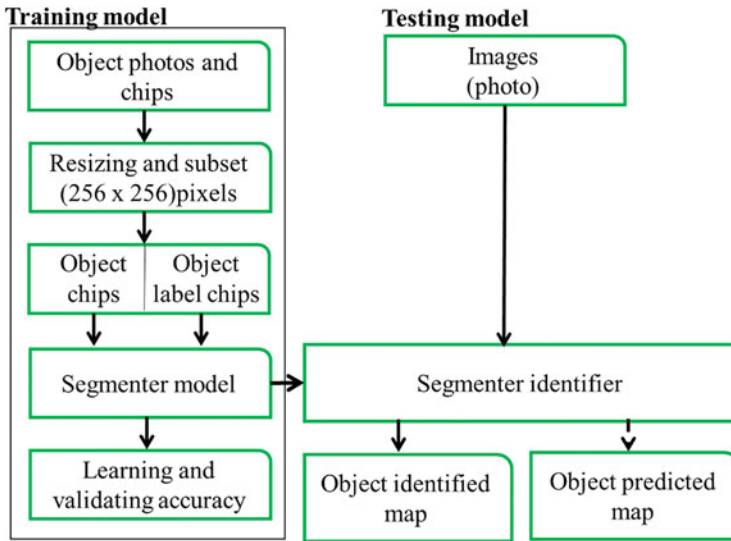 Training model
Object photos and
chips
Resizing and subset
(256 x 256)pixels
Object
chips
Object
label chips
Segmenter model
Learning and
validating accuracy
Testing model
Images
(photo)
Segmenter identifier
Object identified
map
Object predicted
map